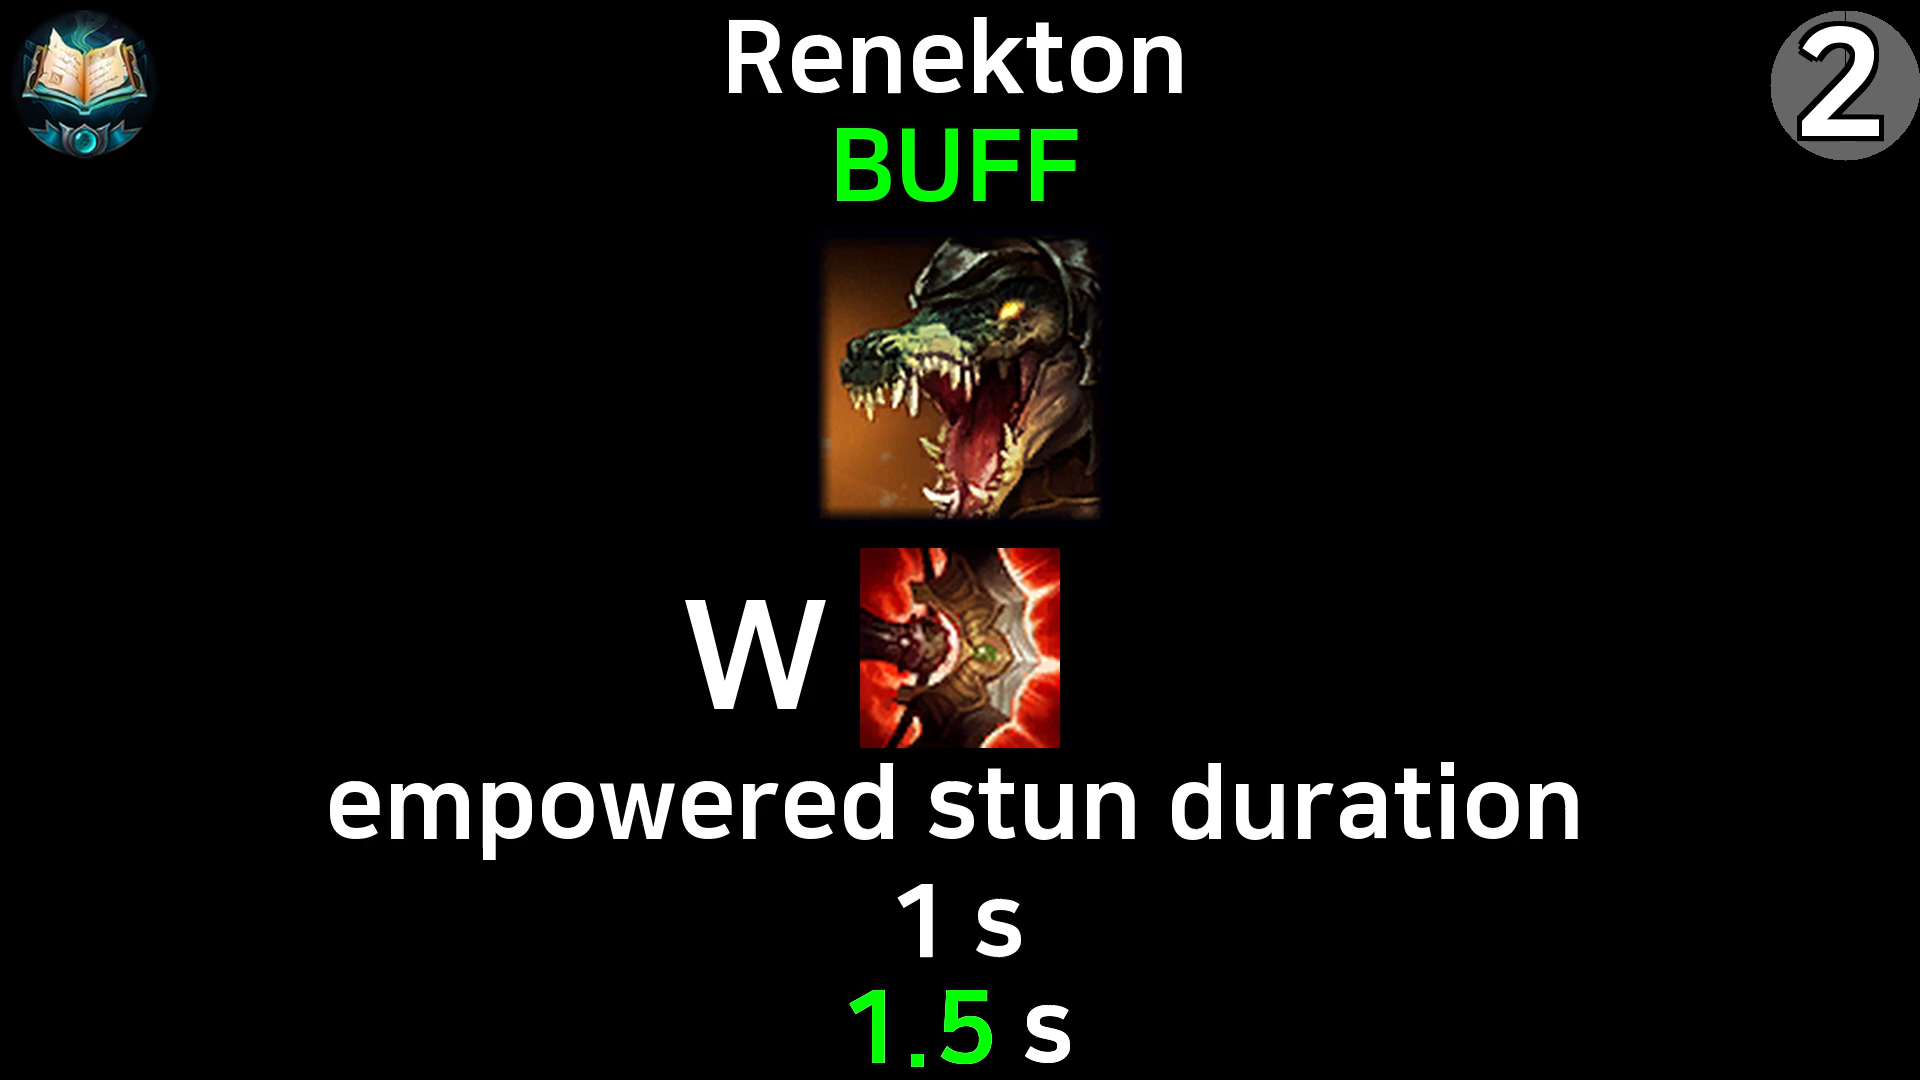 Renekton
2
BUFF
W
empowered stun duration
1 s
1.5 s